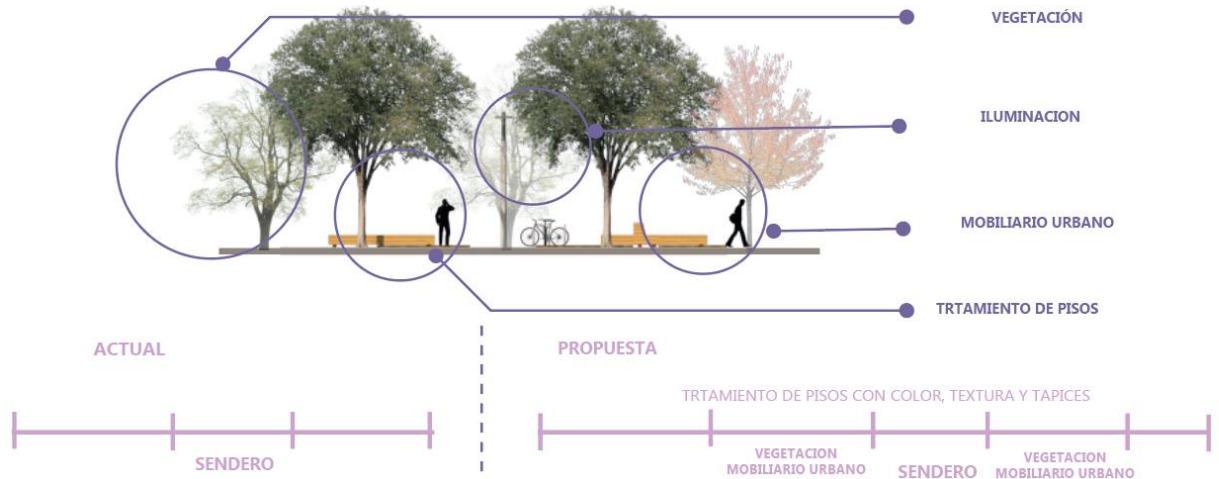 VEGETACIÓN
ILUMINACION
MOBILIARIO URBANO
TRTAMIENTO DE PISOS
ACTUAL
PROPUESTA
TRTAMIENTO DE PISOS CON COLOR, TEXTURA Y TAPICES
SENDERO
VEGETACION
MOBILIARIO URBANO
SENDERO
VEGETACION
MOBILIARIO URBANO